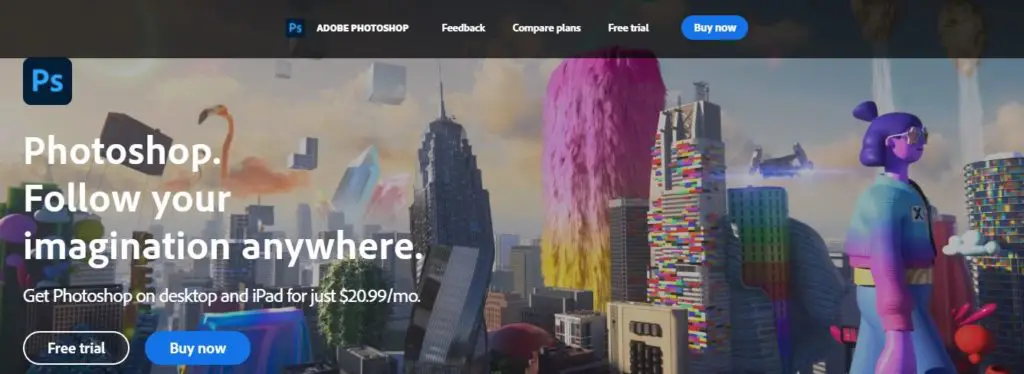 Ps ADOBE PHOTOSHOP Feedback Compare plans Free trial Buy now
Ps
Photoshop.
Follow your
imagination anywhere.
Get Photoshop on desktop and iPad for just $20.99/mo.
Free trial Buy now
X